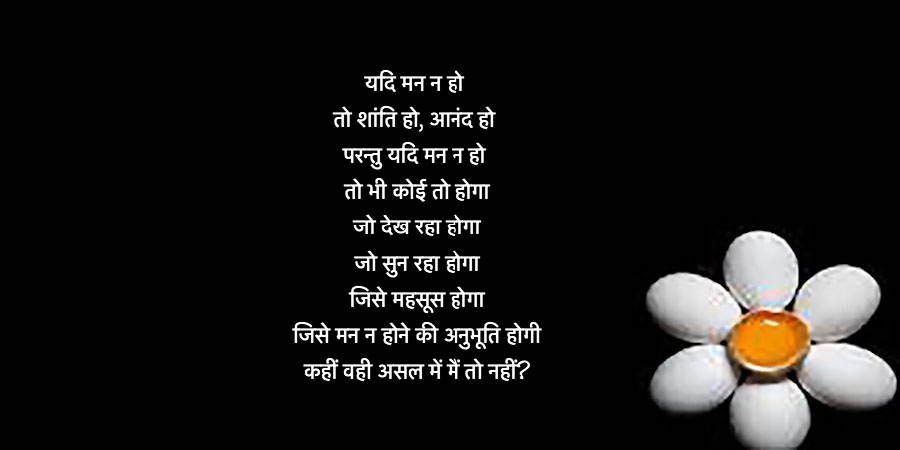 यदि मन न हो
तो शांति हो, आनंद हो
परन्तु यदि मन न हो
तो भी कोई तो होगा
जो देख रहा होगा
जो सुन रहा होगा
जिसे महसूस होगा
जिसे मन न होने की अनुभूति होगी
कहीं वही असल में मैं तो नहीं?